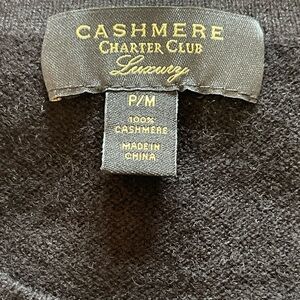 CASHMERE
CHARTER CLUB
Luxury
P/M
100%
CASHMERE
MADE IN
CHINA